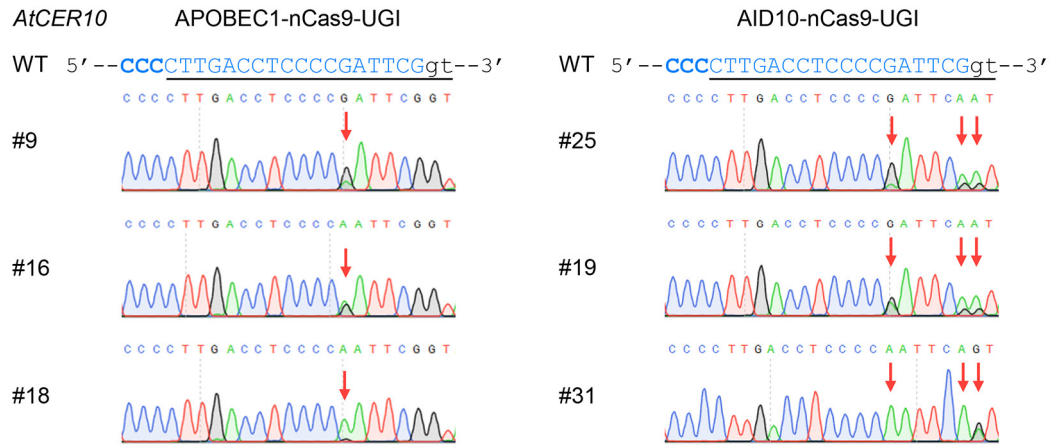 AtCER10 APOBEC1-nCas9-UGI AID10-nCas9-UGI
WT 5’ --CCCCTTGACCTCCCCGATTCGgt--3’ WT 5’ --CCCCTTGACCTCCCCGATTCGgt--3’
CCCCTTGACCTCCCCGATTCGGT CCCCTTGACCTCCCCGATTCAAT
#9 #25
CCCCTTGACCTCCCCAATTCGGT CCCCTTGACCTCCCCGATTCAAT
#16 #19
CCCCTTGACCTCCCCAATTCGGT CCCCTTGACCTCCCCAATTCAGT
#18 #31